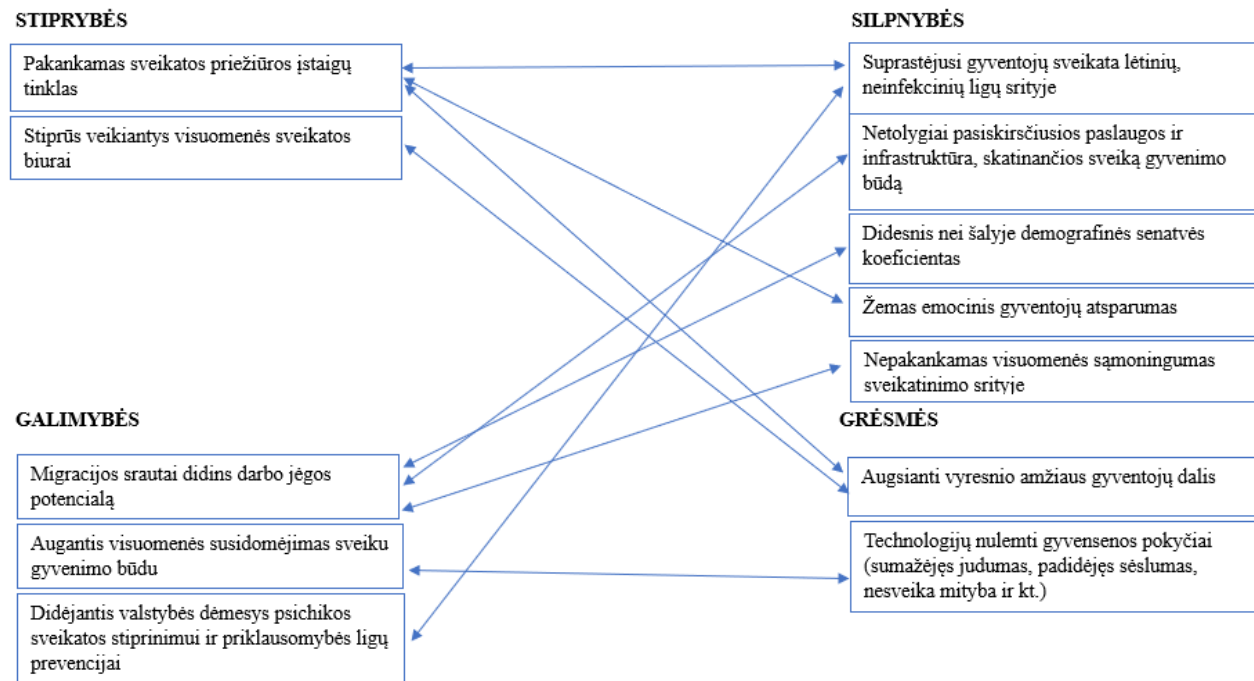 STIPRYBĖS
Pakankamas sveikatos priežiūros įstaigų
tinklas
Stiprūs veikiantys visuomenės sveikatos
biurai
SILPNYBĖS
Suprastėjusi gyventojų sveikata lėtinių,
neinfekcinių ligų srityje
Netolygiai pasiskirsčiusios paslaugos ir
infrastruktūra, skatinančios sveiką gyvenimo
būdą
Didesnis nei šalyje demografinės senatvės
koeficientas
Žemas emocinis gyventojų atsparumas
Nepakankamas visuomenės sąmoningumas
sveikatinimo srityje
GALIMYBĖS
Migracijos srautai didins darbo jėgos
potencialą
Augantis visuomenės susidomėjimas sveiku
gyvenimo būdu
Didėjantis valstybės dėmesys psichikos
sveikatos stiprinimui ir priklausomybės ligų
prevencijai
GRĖSMĖS
Augsianti vyresnio amžiaus gyventojų dalis
Technologijų nulemti gyvensenos pokyčiai
(sumažėjęs judumas, padidėjęs sėslumas,
nesveika mityba ir kt.)